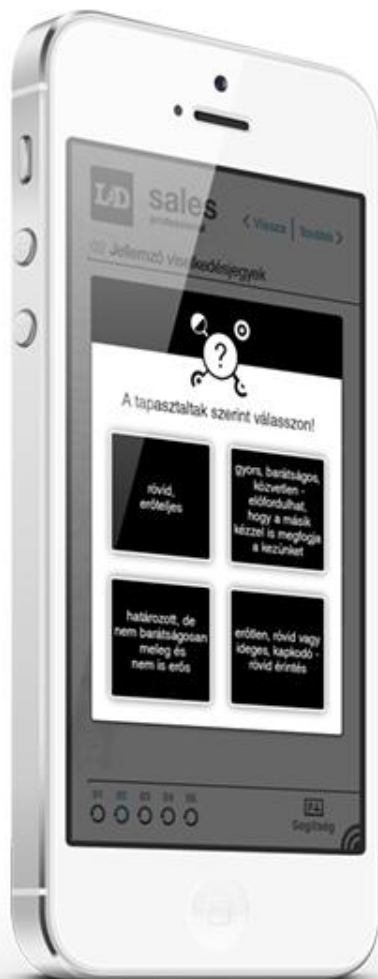 L&D
sales
professional
< Vissza | Tovább >
02 Jellemző viselkedésjegyek
?
A tapasztaltak szerint válasszon!
rövid,
erőteljes
gyors, barátságos,
közvetlen -
előfordulhat,
hogy a másik
kézzel is megfogja
a kezünket
határozott, de
nem barátságosan
meleg és
nem is erős
erőtlen, rövid vagy
ideges, kapkodó -
rövid érintés
01 02 03 04 05
Segítség